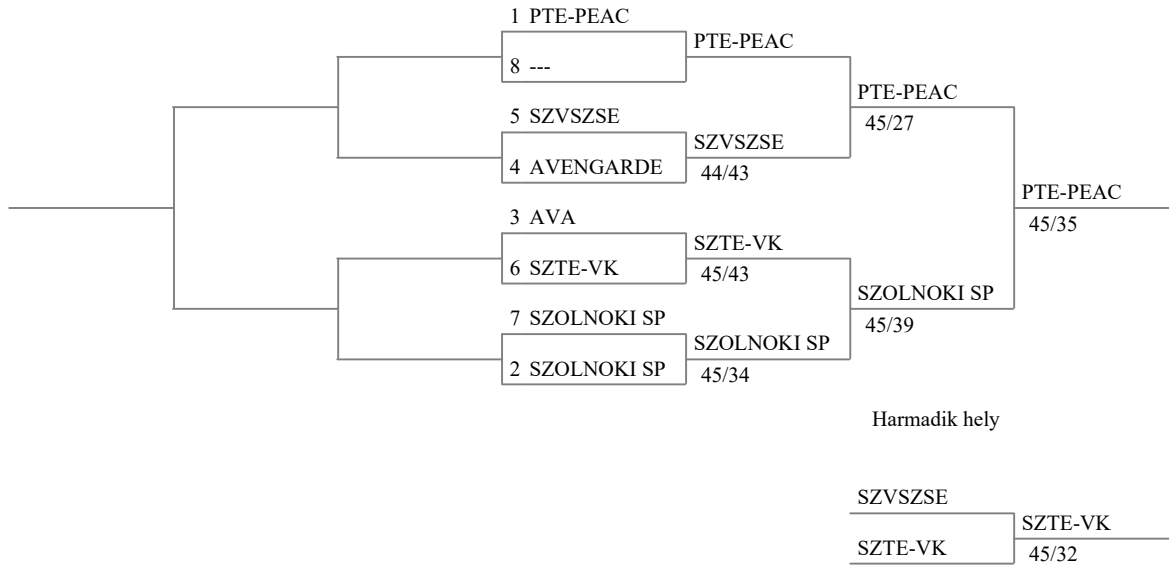 1 PTE-PEAC
PTE-PEAC
8 ---
PTE-PEAC
45/27
5 SZVSZSE
SZVSZSE
4 AVENGARDE
44/43
PTE-PEAC
45/35
3 AVA
SZTE-VK
6 SZTE-VK
45/43
SZOLNOKI SP
45/39
7 SZOLNOKI SP
SZOLNOKI SP
2 SZOLNOKI SP
45/34
Harmadik hely
SZVSZSE
SZTE-VK
SZTE-VK
45/32